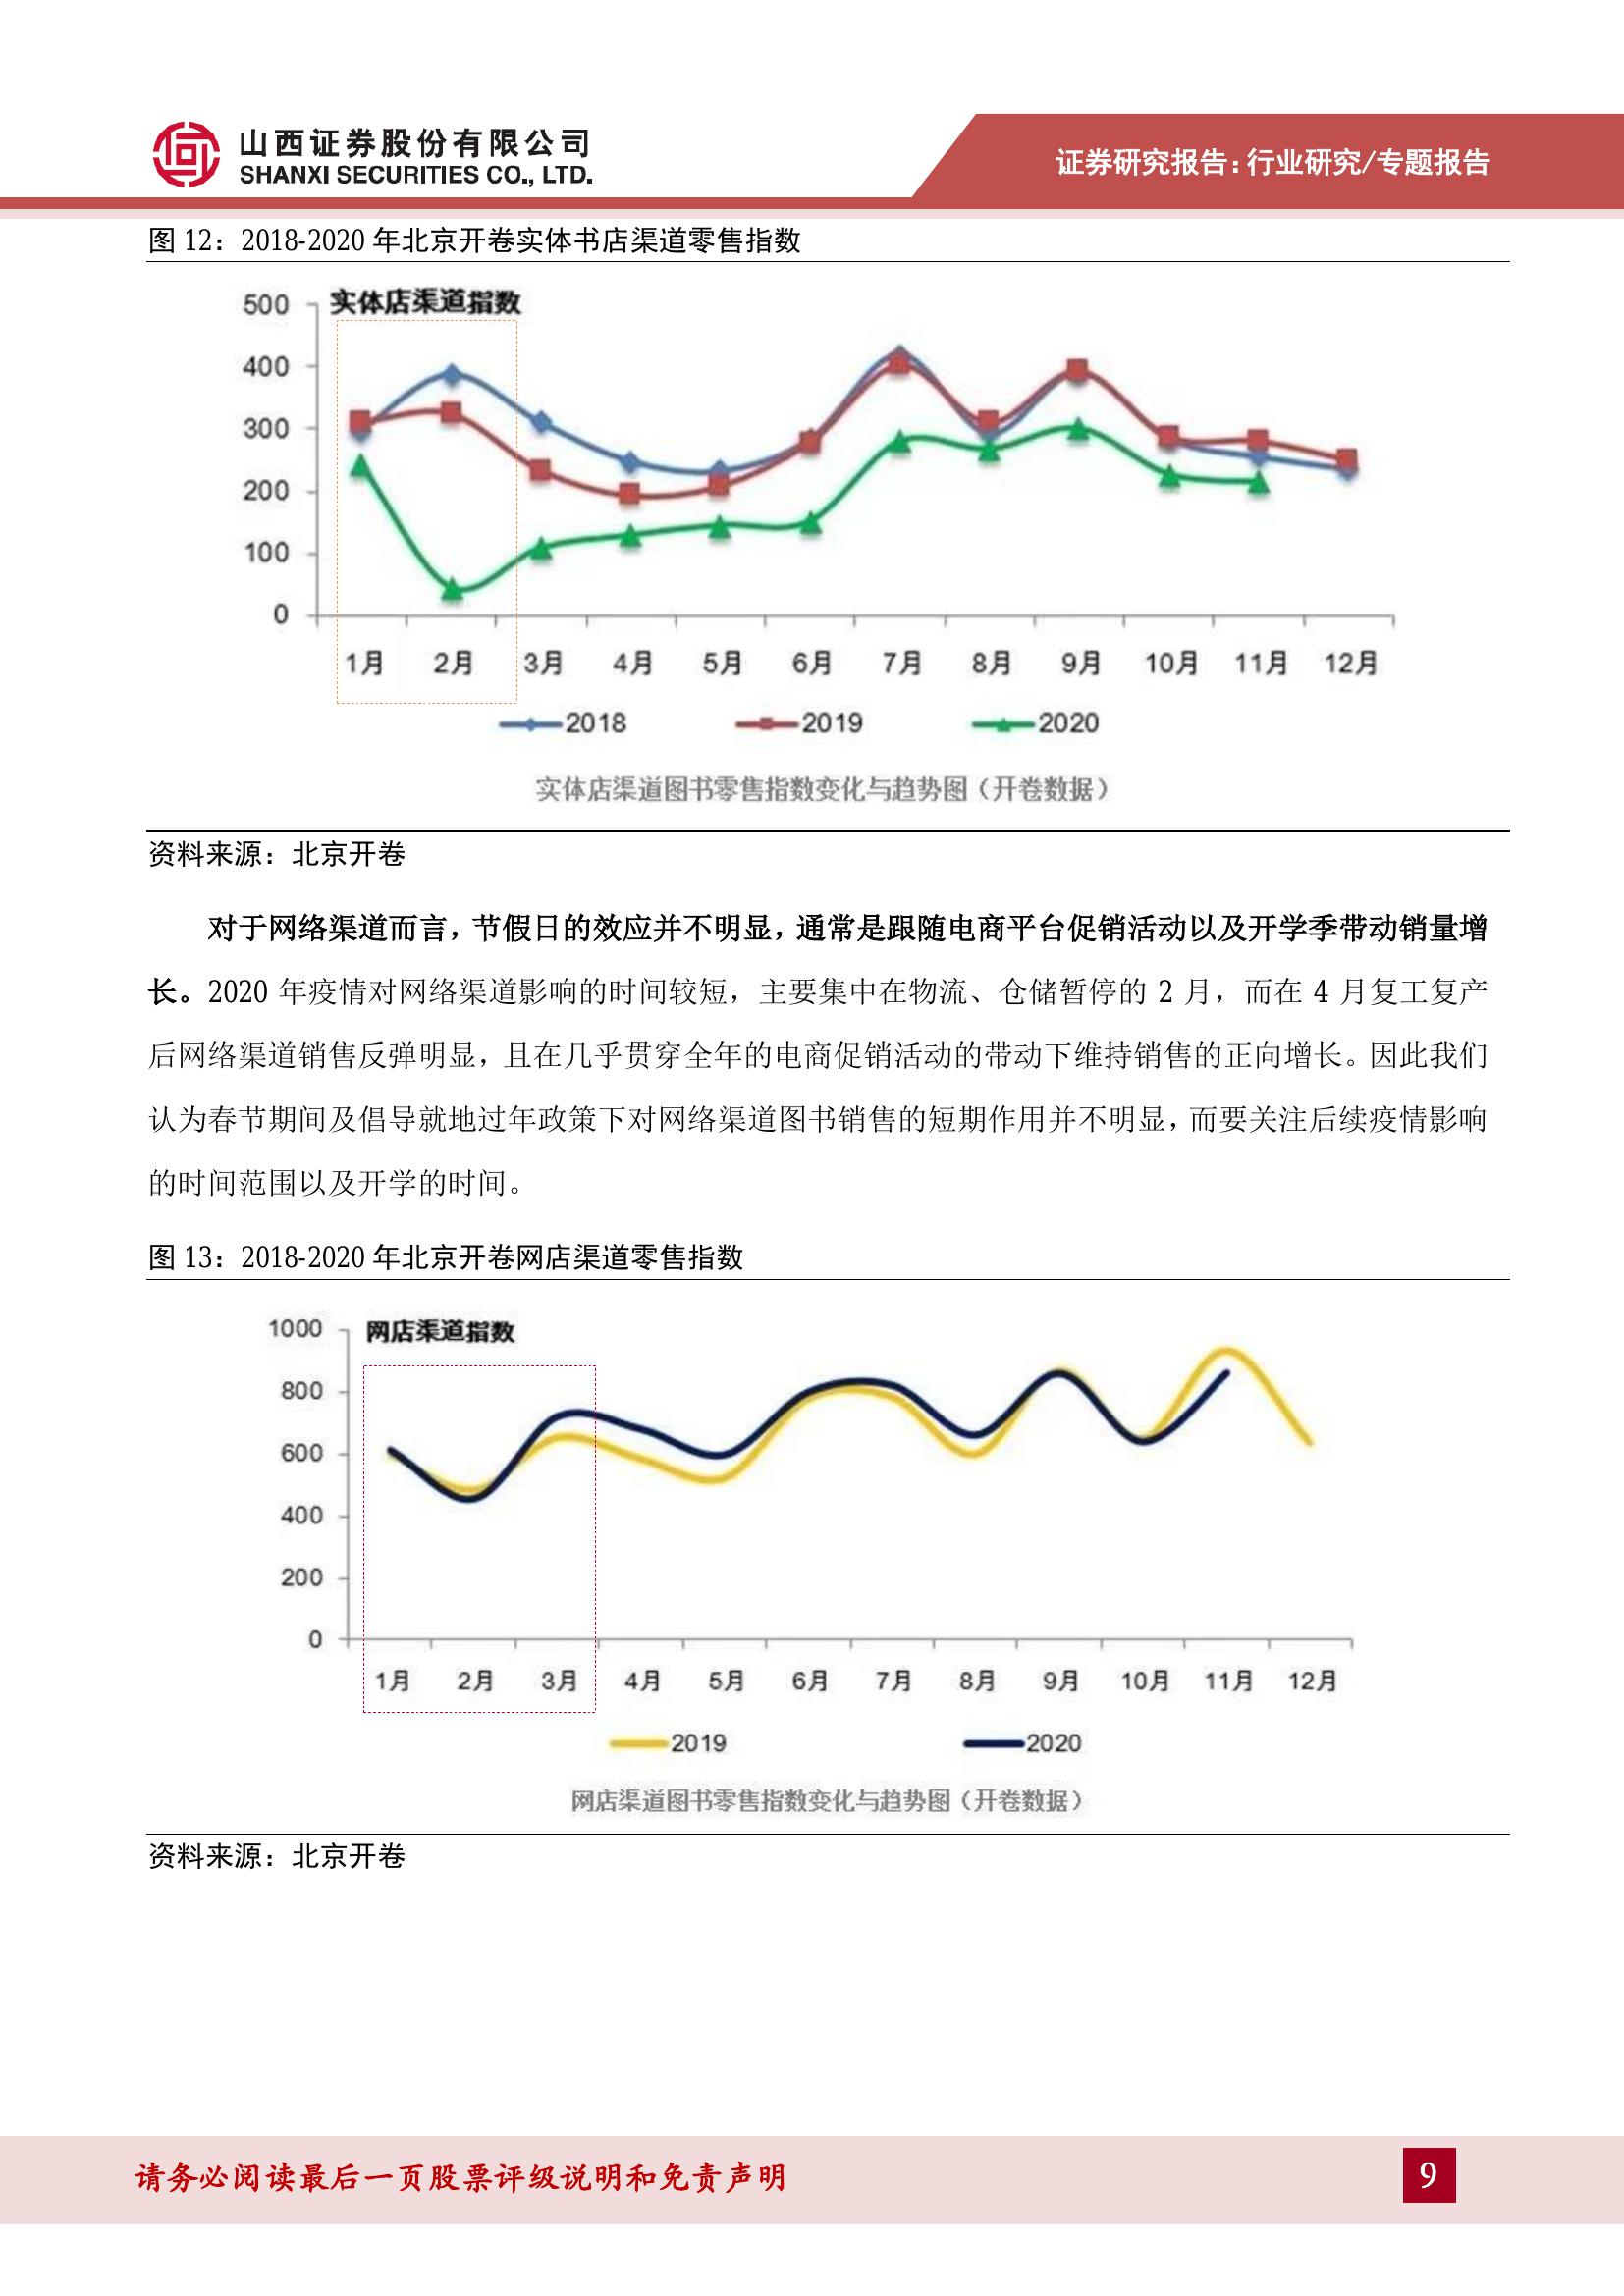 山西证券股份有限公司
SHANXI SECURITIES CO., LTD.
证券研究报告:行业研究/专题报告
图 12：2018-2020 年北京开卷实体书店渠道零售指数
实体店渠道指数
500
400
300
200
100
0
1月 2月 3月 4月 5月 6月 7月 8月 9月 10月 11月 12月
2018 2019 2020
实体店渠道图书零售指数变化与趋势图（开卷数据）
资料来源：北京开卷
对于网络渠道而言，节假日的效应并不明显，通常是跟随电商平台促销活动以及开学季带动销量增
长。2020 年疫情对网络渠道影响的时间较短，主要集中在物流、仓储暂停的 2 月，而在 4 月复工复产
后网络渠道销售反弹明显，且在几乎贯穿全年的电商促销活动的带动下维持销售的正向增长。因此我们
认为春节期间及倡导就地过年政策下对网络渠道图书销售的短期作用并不明显，而要关注后续疫情影响
的时间范围以及开学的时间。
图 13：2018-2020 年北京开卷网店渠道零售指数
网店渠道指数
1000
800
600
400
200
0
1月 2月 3月 4月 5月 6月 7月 8月 9月 10月 11月 12月
2019 2020
网店渠道图书零售指数变化与趋势图（开卷数据）
资料来源：北京开卷
请务必阅读最后一页股票评级说明和免责声明
9